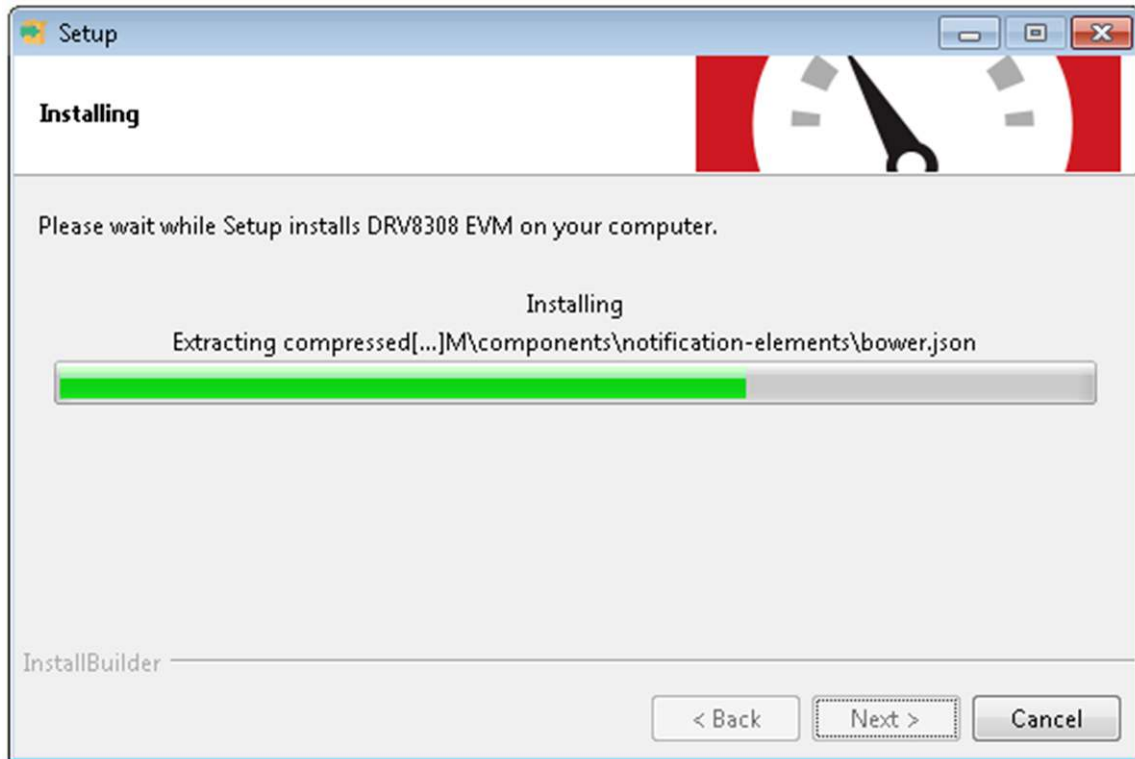 Setup
Installing
Please wait while Setup installs DRV8308 EVM on your computer.
Installing
Extracting compressed[...]M\components\notification-elements\bower.json
InstallBuilder
< Back Next > Cancel